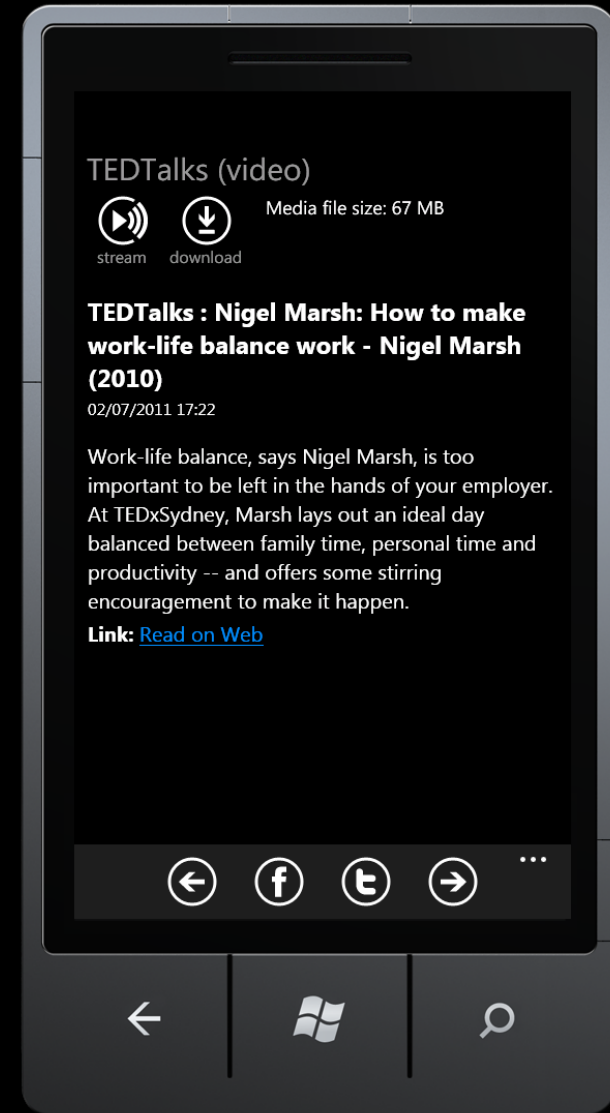 TEDTalks (video)
Media file size: 67 MB
stream download
TEDTalks : Nigel Marsh: How to make
work-life balance work - Nigel Marsh
(2010)
02/07/2011 17:22
Work-life balance, says Nigel Marsh, is too
important to be left in the hands of your employer.
At TEDxSydney, Marsh lays out an ideal day
balanced between family time, personal time and
productivity -- and offers some stirring
encouragement to make it happen.
Link: Read on Web